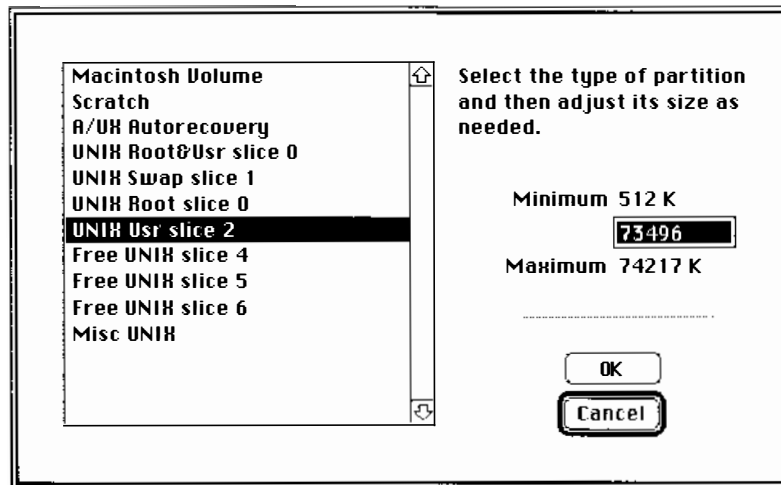 Macintosh Volume
Scratch
A/UX Autorecovery
UNIX Root&Usr slice 0
UNIX Swap slice 1
UNIX Root slice 0
UNIX Usr slice 2
Free UNIX slice 4
Free UNIX slice 5
Free UNIX slice 6
Misc UNIX
Select the type of partition
and then adjust its size as
needed.
Minimum 512 K
73496
Maximum 74217 K
OK
Cancel